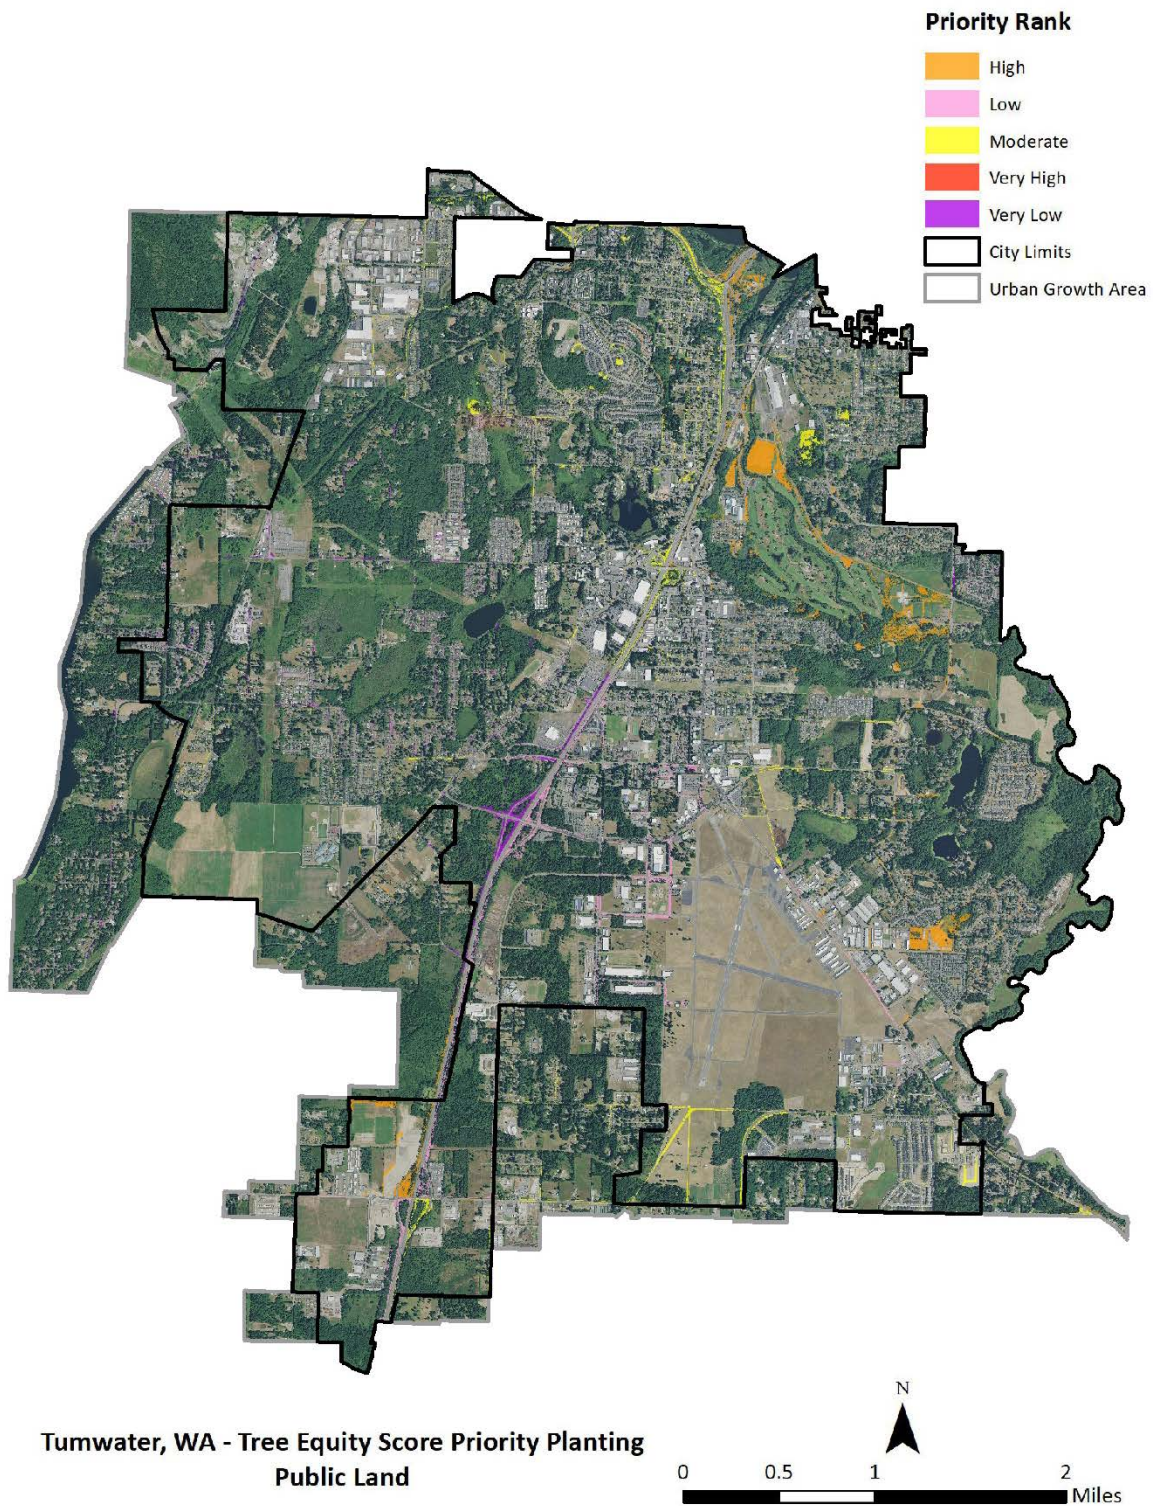 Priority Rank
High
Low
Moderate
Very High
Very Low
City Limits
Urban Growth Area
N
Tumwater, WA - Tree Equity Score Priority Planting
Public Land
0 0.5 1 2
Miles